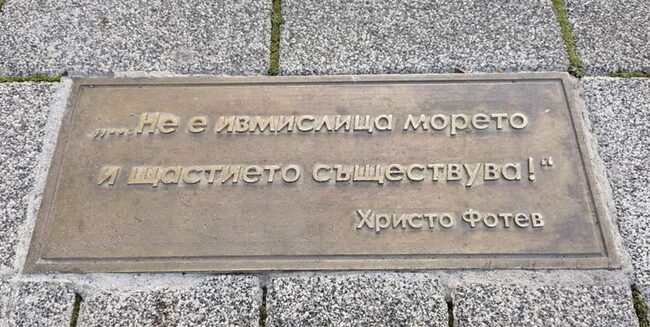 „...Не е измислица морето
и щастието съществува!“
Христо Фотев